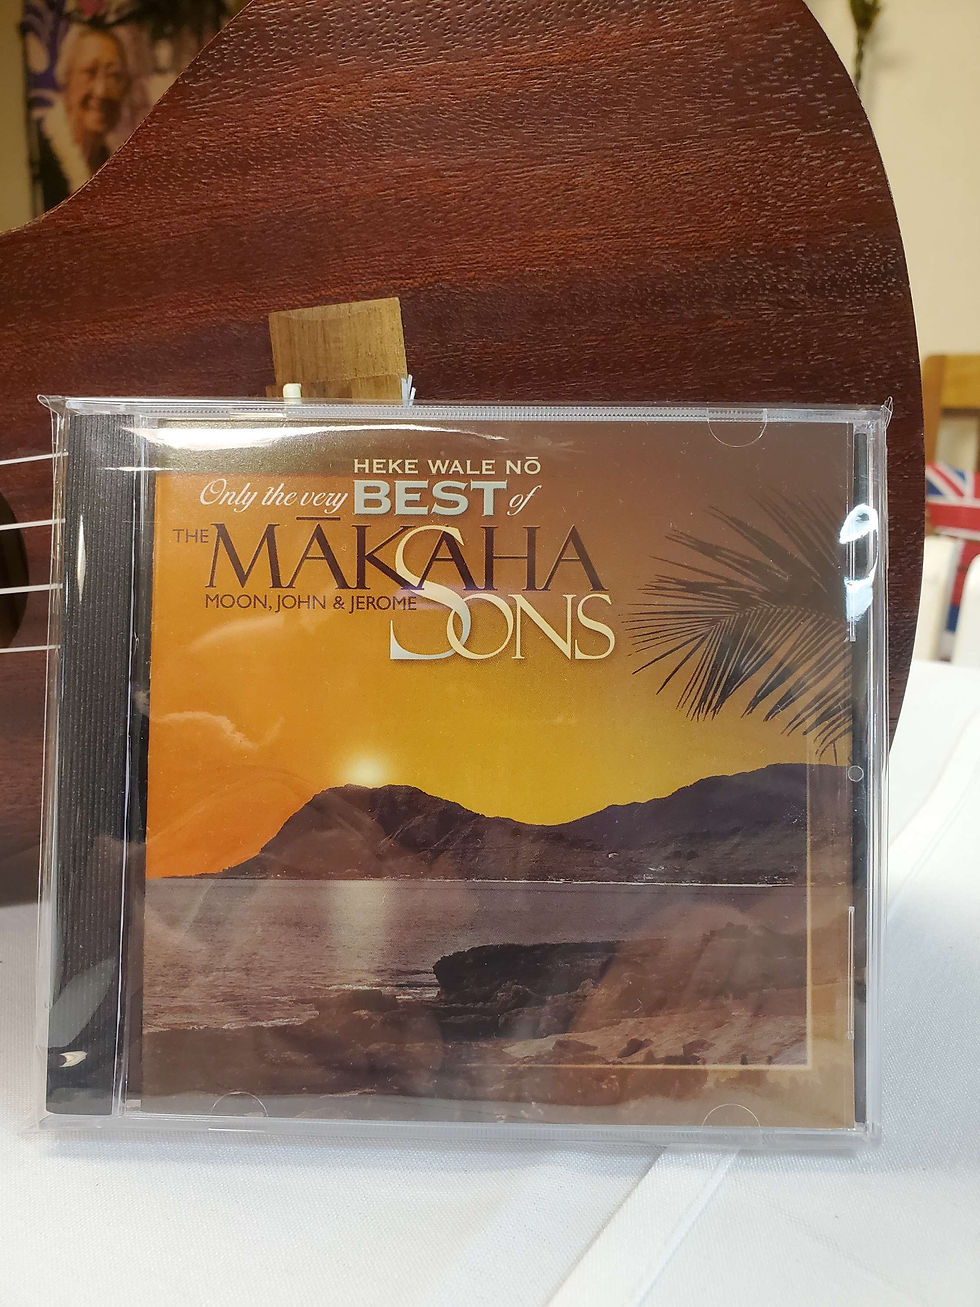 HEKE WALE NŌ
Only the very BEST of
THE MĀKAHA
MOON, JOHN & JEROME
SONS